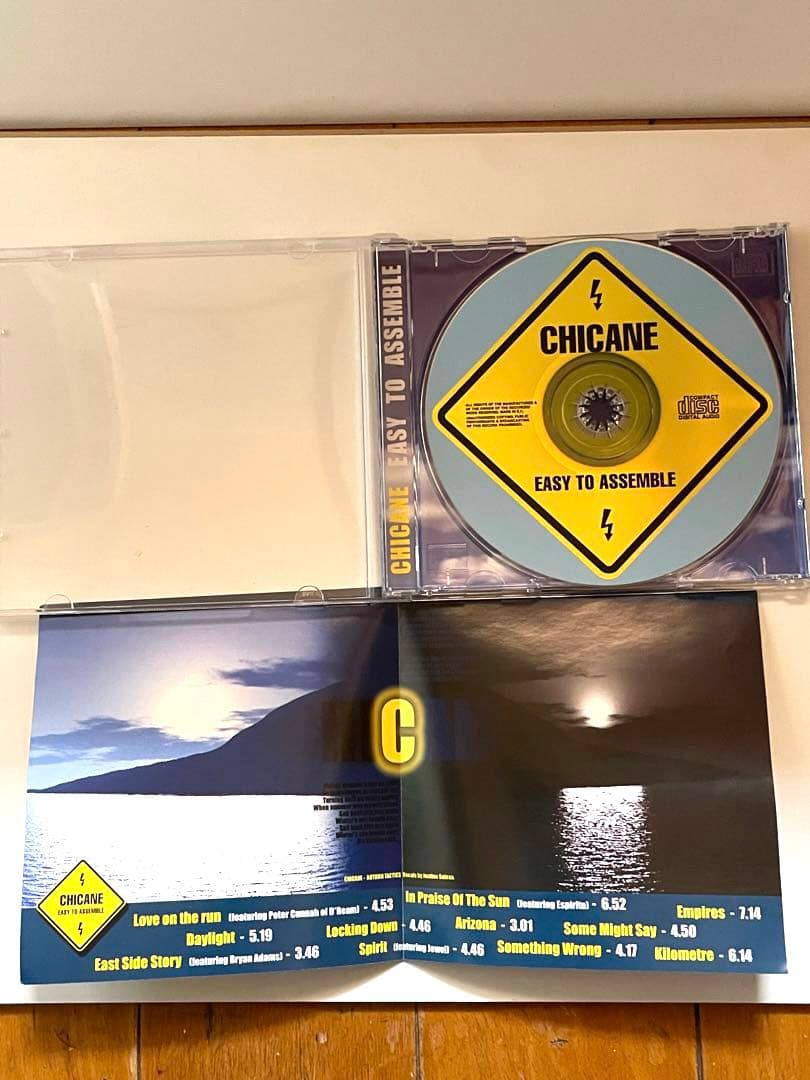 CHICANE EASY TO ASSEMBLE
CHICANE
ALL RIGHTS OF THE MANUFACTURER &
OF THE OWNER OF THE RECORDED
WORK RESERVED. MADE IN E.U.
UNAUTHORISED COPYING, PUBLIC
PERFORMANCE & BROADCASTING
OF THIS RECORD PROHIBITED.
COMPACT
disc
DIGITAL AUDIO
EASY TO ASSEMBLE
C
CHICANE
EASY TO ASSEMBLE
Love on the run (featuring Peter Cunnah of D'Ream) - 4.53
In Praise Of The Sun (featuring Espiritu) - 6.52
Empires - 7.14
Daylight - 5.19
Locking Down - 4.46
Arizona - 3.01
Some Might Say - 4.50
East Side Story (featuring Bryan Adams) - 3.46
Spirit (featuring Jewel) - 4.46
Something Wrong - 4.17
Kilometre - 6.14